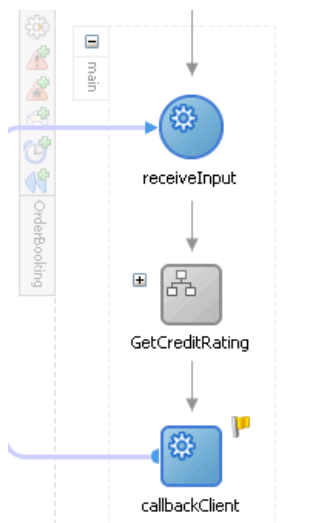 main
receiveInput
OrderBooking
GetCreditRating
callbackClient